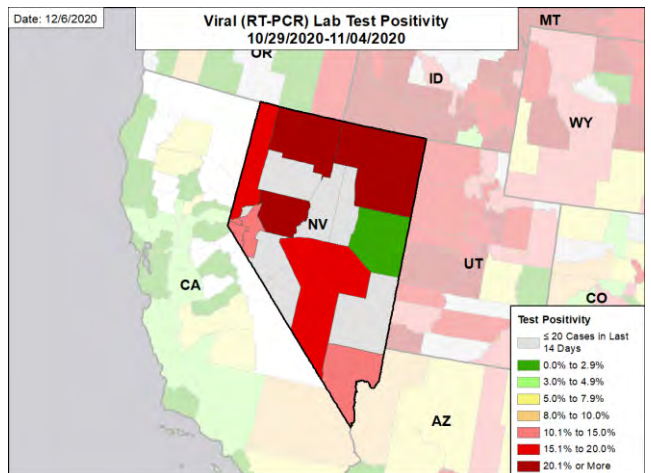 Date: 12/6/2020
Viral (RT-PCR) Lab Test Positivity
10/29/2020-11/04/2020
MT
OR
ID
WY
NV
UT
CA
CO
AZ
Test Positivity
≤ 20 Cases in Last
14 Days
0.0% to 2.9%
3.0% to 4.9%
5.0% to 7.9%
8.0% to 10.0%
10.1% to 15.0%
15.1% to 20.0%
20.1% or More